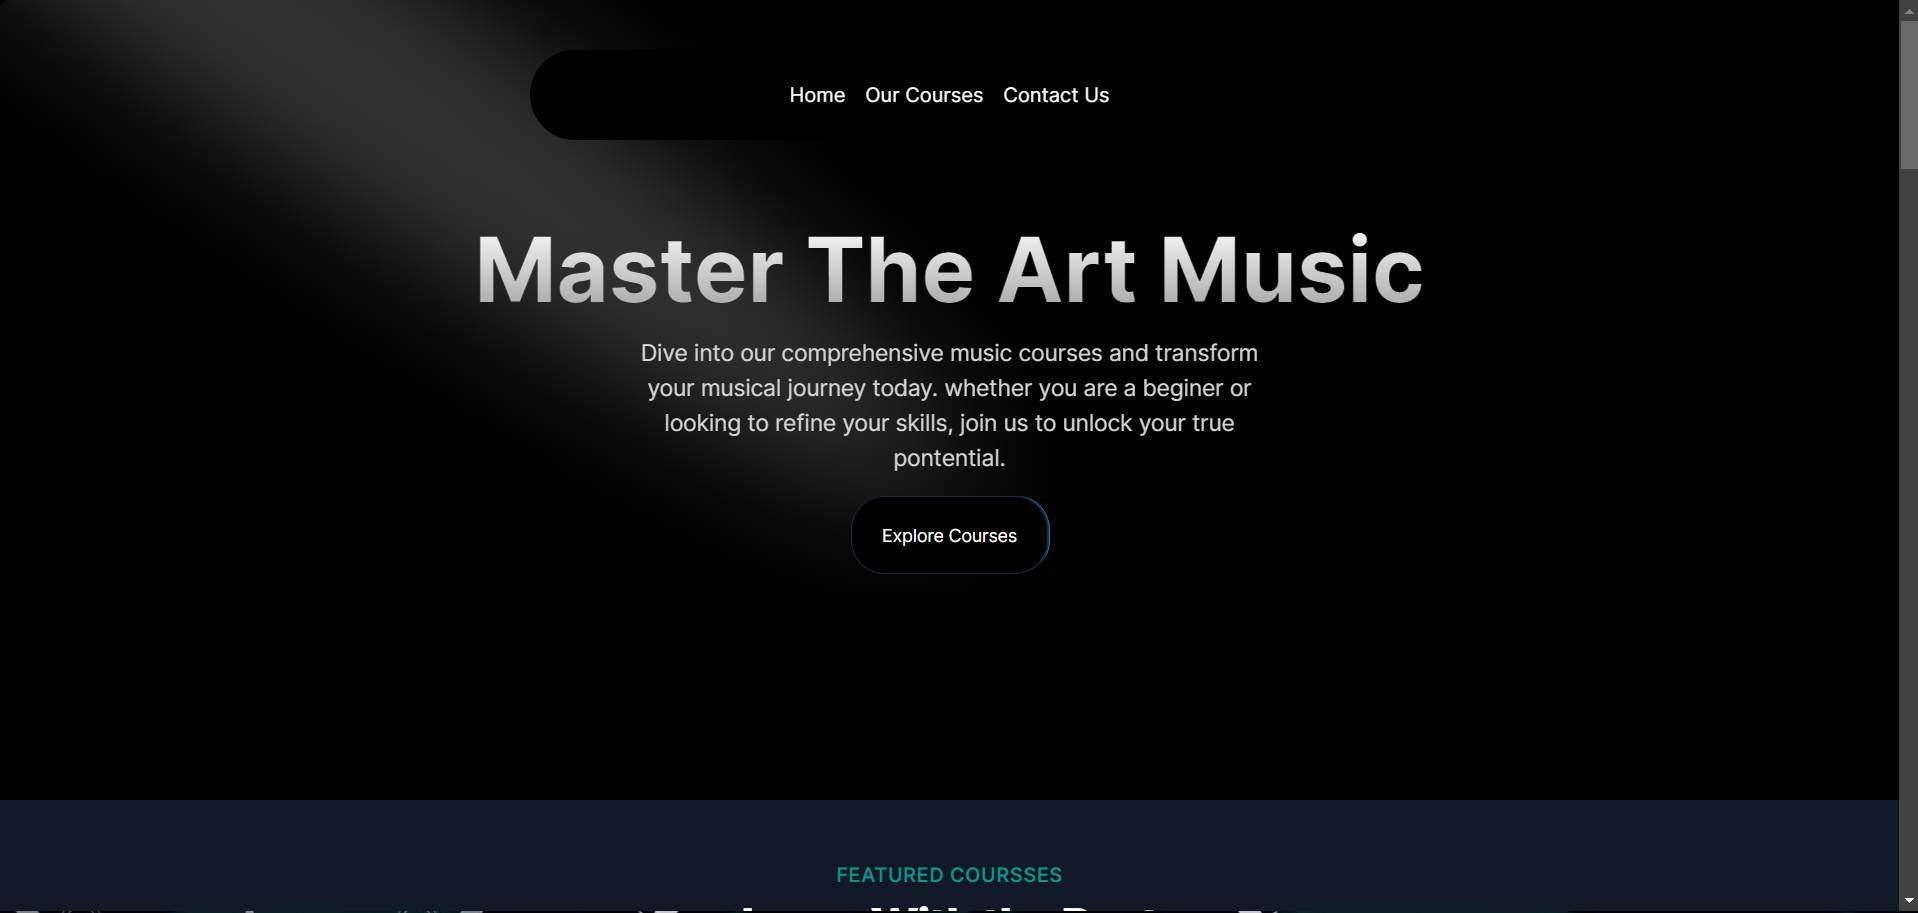 Home Our Courses Contact Us
Master The Art Music
Dive into our comprehensive music courses and transform
your musical journey today. whether you are a beginer or
looking to refine your skills, join us to unlock your true
pontential.
Explore Courses
FEATURED COURSSES
With the